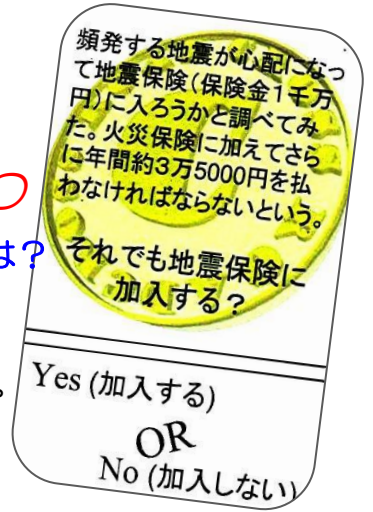 頻発する地震が心配になっ
て地震保険(保険金1千万
円)に入ろうかと調べてみ
た。火災保険に加えてさら
に年間約3万5000円を払
わなければならないという。
は?
それでも地震保険に
加入する?
Yes (加入する)
。
OR
No (加入しない)